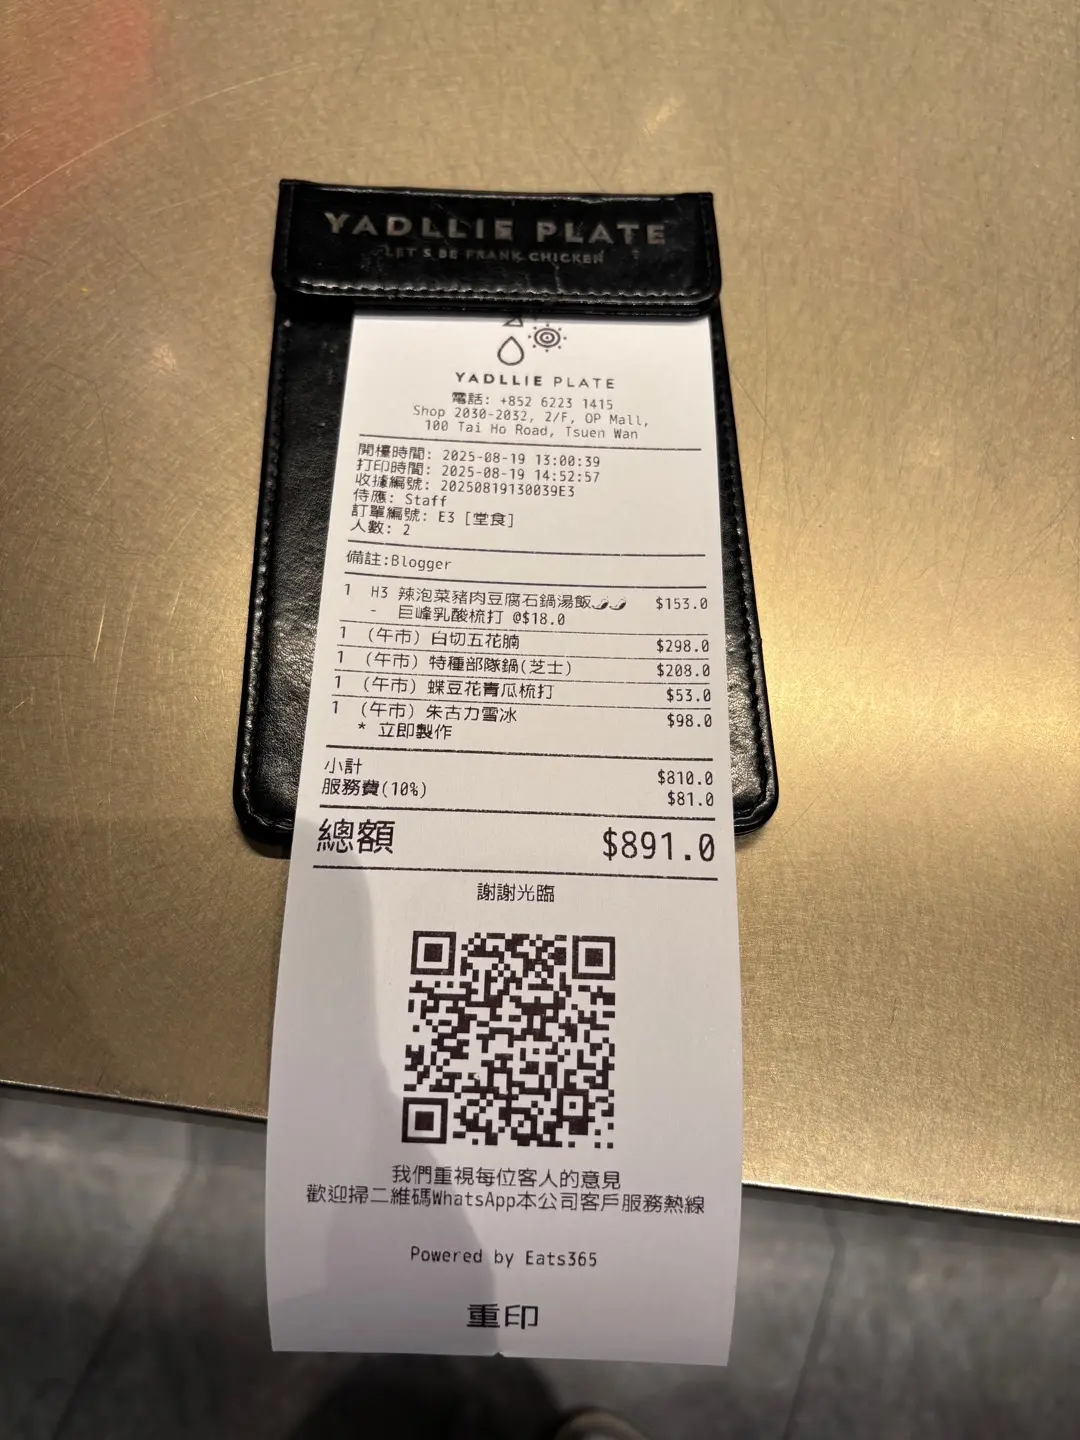 YADLLIE PLATE
LET'S BE FRANK CHICKEN
YADLLIE PLATE
電話: +852 6223 1415
Shop 2030-2032, 2/F, OP Mall,
100 Tai Ho Road, Tsuen Wan
開檯時間: 2025-08-19 13:00:39
打印時間: 2025-08-19 14:52:57
收據編號: 20250819130039E3
侍應: Staff
訂單編號: E3 [堂食]
人數: 2
備註:Blogger
1 H3 辣泡菜豬肉豆腐石鍋湯飯🌶🌶 $153.0
- 巨峰乳酸梳打 @$18.0
1 (午市) 白切五花腩 $298.0
1 (午市) 特種部隊鍋(芝士) $208.0
1 (午市) 蝶豆花青瓜梳打 $53.0
1 (午市) 朱古力雪冰 $98.0
* 立即製作
小計 $810.0
服務費(10%) $81.0
總額 $891.0
謝謝光臨
我們重視每位客人的意見
歡迎掃二維碼WhatsApp本公司客戶服務熱線
Powered by Eats365
重印